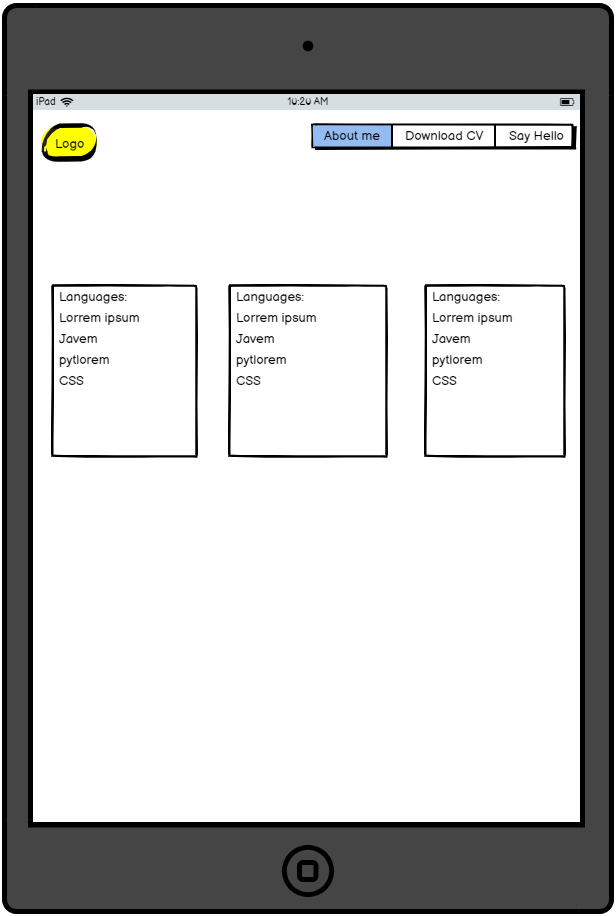 iPad 10:20 AM
Logo About me Download CV Say Hello
Languages:
Lorrem ipsum
Javem
pytlorem
CSS
Languages:
Lorrem ipsum
Javem
pytlorem
CSS
Languages:
Lorrem ipsum
Javem
pytlorem
CSS